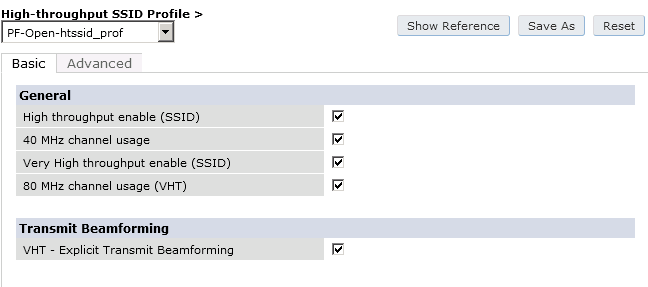 High-throughput SSID Profile >
PF-Open-htssid_prof
Show Reference Save As Reset
Basic Advanced
General
High throughput enable (SSID)
40 MHz channel usage
Very High throughput enable (SSID)
80 MHz channel usage (VHT)
Transmit Beamforming
VHT - Explicit Transmit Beamforming